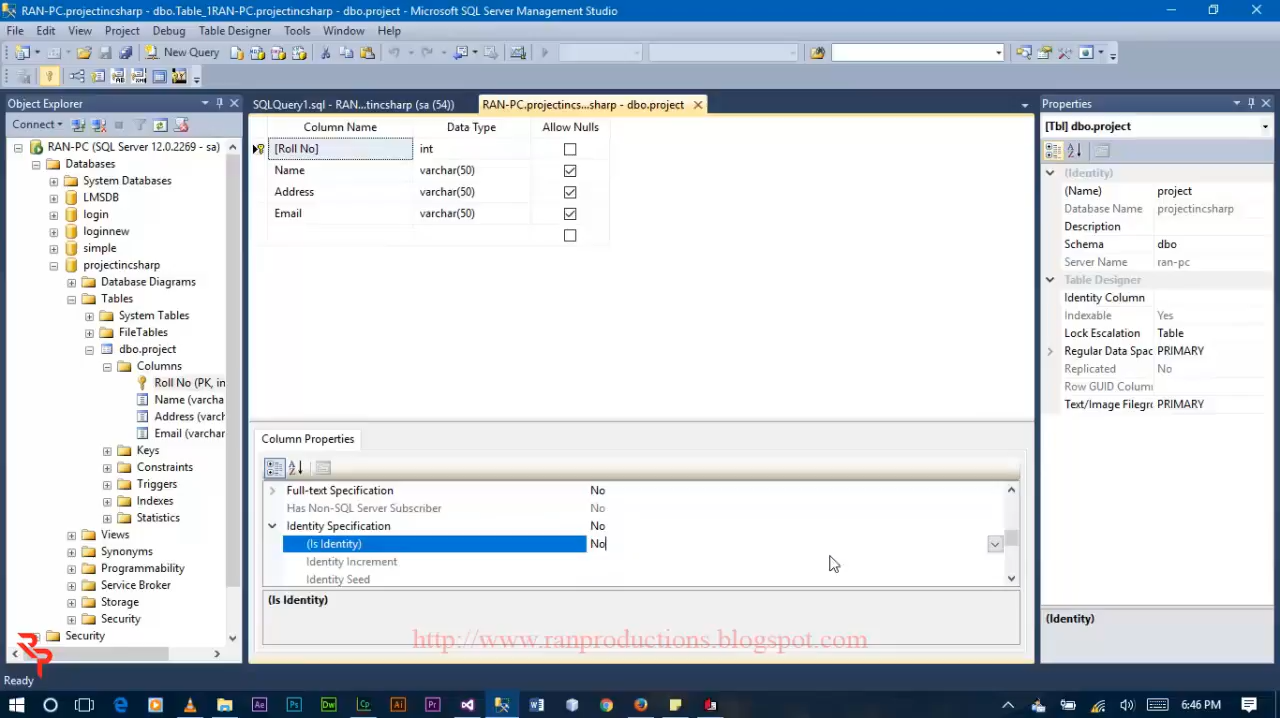 RAN-PC.projectincsharp - dbo.Table_1RAN-PC.projectincsharp - dbo.project - Microsoft SQL Server Management Studio
File Edit View Project Debug Table Designer Tools Window Help
New Query
Object Explorer
Connect
RAN-PC (SQL Server 12.0.2269 - sa)
Databases
System Databases
LMSDB
login
loginnew
simple
projectincsharp
Database Diagrams
Tables
System Tables
FileTables
dbo.project
Columns
Roll No (PK, in
Name (varcha
Address (varch
Email (varchar
Keys
Constraints
Triggers
Indexes
Statistics
Views
Synonyms
Programmability
Service Broker
Storage
Security
Security
SQLQuery1.sql - RAN...tincsharp (sa (54)) RAN-PC.projectincs...sharp - dbo.project
Column Name Data Type Allow Nulls
[Roll No] int
Name varchar(50)
Address varchar(50)
Email varchar(50)
Column Properties
Full-text Specification No
Has Non-SQL Server Subscriber No
Identity Specification No
(Is Identity) No
Identity Increment
Identity Seed
(Is Identity)
http://www.ranproductions.blogspot.com
Properties
[Tbl] dbo.project
(Identity)
(Name) project
Database Name projectincsharp
Description
Schema dbo
Server Name ran-pc
Table Designer
Identity Column
Indexable Yes
Lock Escalation Table
Regular Data Spac PRIMARY
Replicated No
Row GUID Column
Text/Image Filegro PRIMARY
(Identity)
RP
Ready
6:46 PM